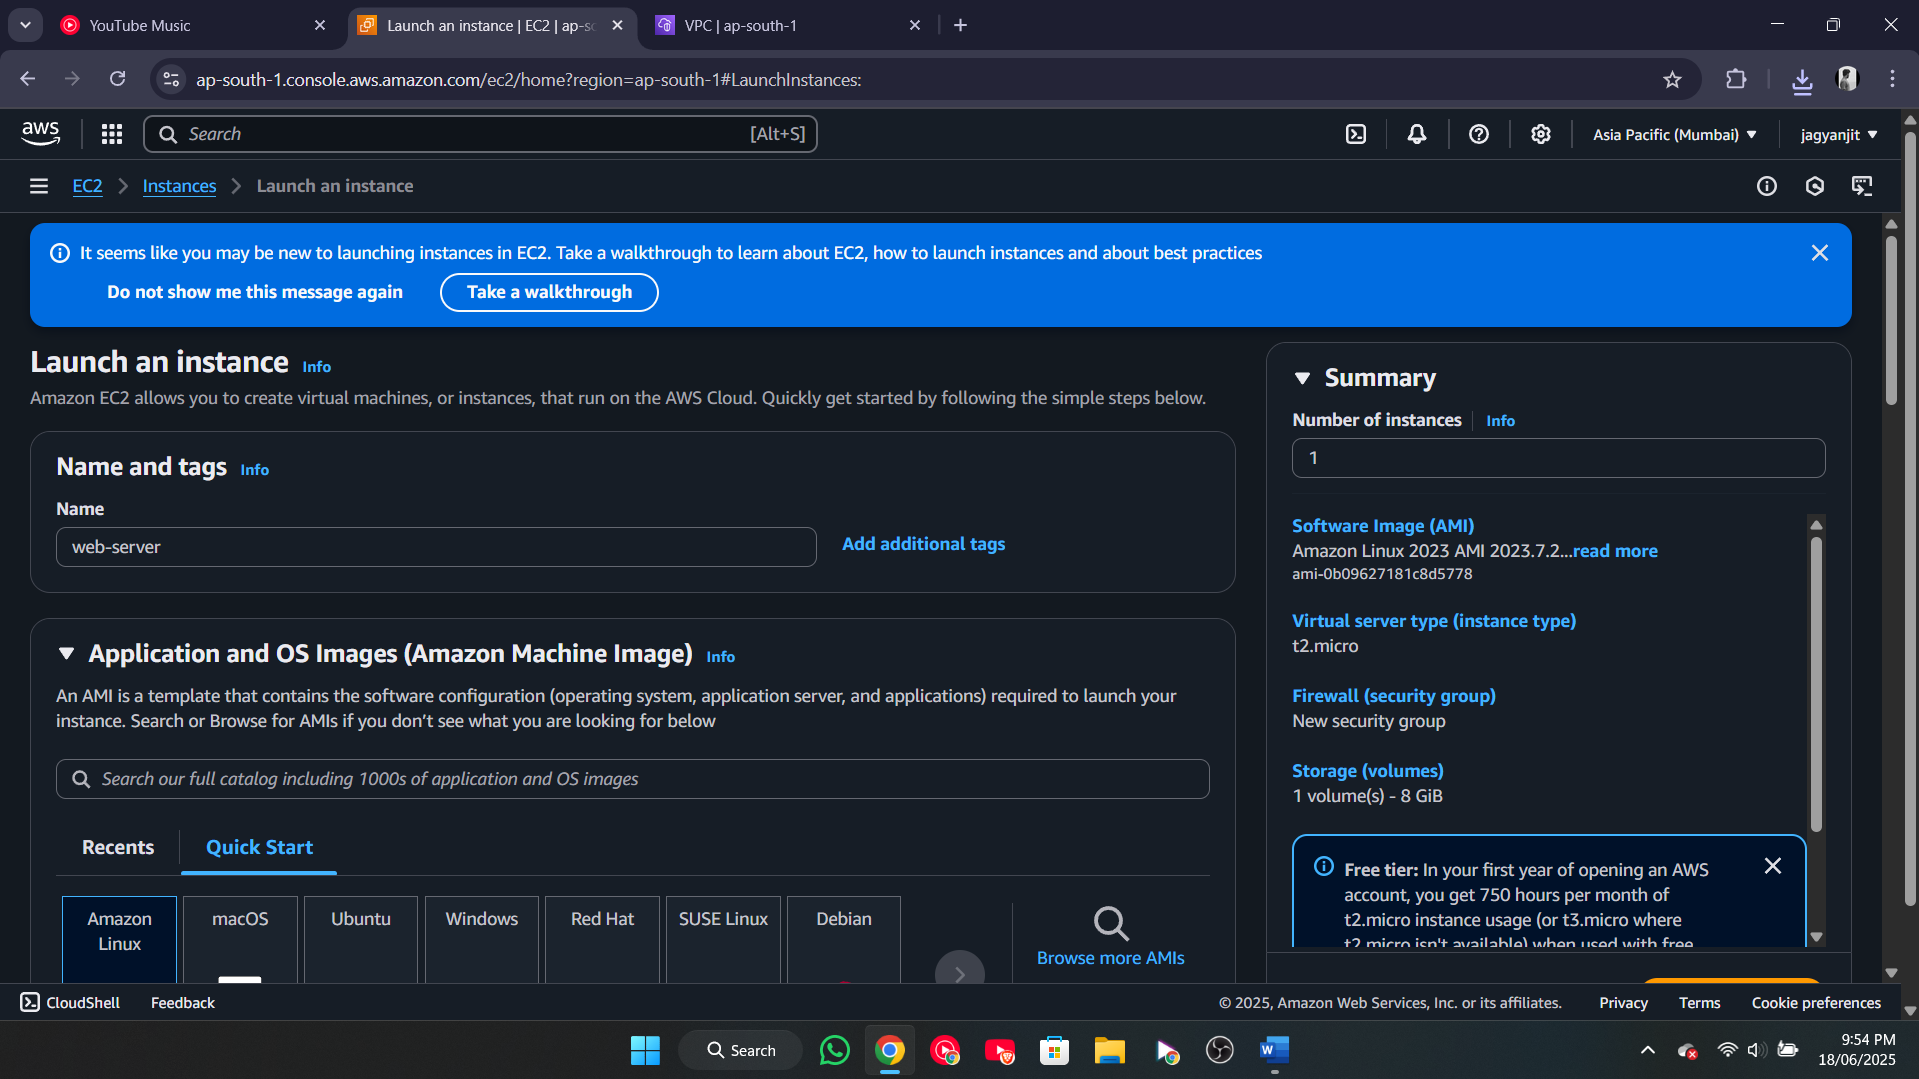 YouTube Music
Launch an instance | EC2 | ap-so
VPC | ap-south-1
ap-south-1.console.aws.amazon.com/ec2/home?region=ap-south-1#LaunchInstances:
aws
Search
[Alt+S]
Asia Pacific (Mumbai)
jagyanjit
EC2
Instances
Launch an instance
It seems like you may be new to launching instances in EC2. Take a walkthrough to learn about EC2, how to launch instances and about best practices
Do not show me this message again
Take a walkthrough
Launch an instance Info
Amazon EC2 allows you to create virtual machines, or instances, that run on the AWS Cloud. Quickly get started by following the simple steps below.
Name and tags Info
Name
web-server
Add additional tags
Application and OS Images (Amazon Machine Image) Info
An AMI is a template that contains the software configuration (operating system, application server, and applications) required to launch your
instance. Search or Browse for AMIs if you don’t see what you are looking for below
Search our full catalog including 1000s of application and OS images
Recents
Quick Start
Amazon
Linux
macOS
Ubuntu
Windows
Red Hat
SUSE Linux
Debian
Browse more AMIs
Summary
Number of instances Info
1
Software Image (AMI)
Amazon Linux 2023 AMI 2023.7.2...read more
ami-0b09627181c8d5778
Virtual server type (instance type)
t2.micro
Firewall (security group)
New security group
Storage (volumes)
1 volume(s) - 8 GiB
Free tier: In your first year of opening an AWS
account, you get 750 hours per month of
t2.micro instance usage (or t3.micro where
t2.micro isn't available) when used with free
CloudShell
Feedback
© 2025, Amazon Web Services, Inc. or its affiliates.
Privacy
Terms
Cookie preferences
Search
9:54 PM
18/06/2025